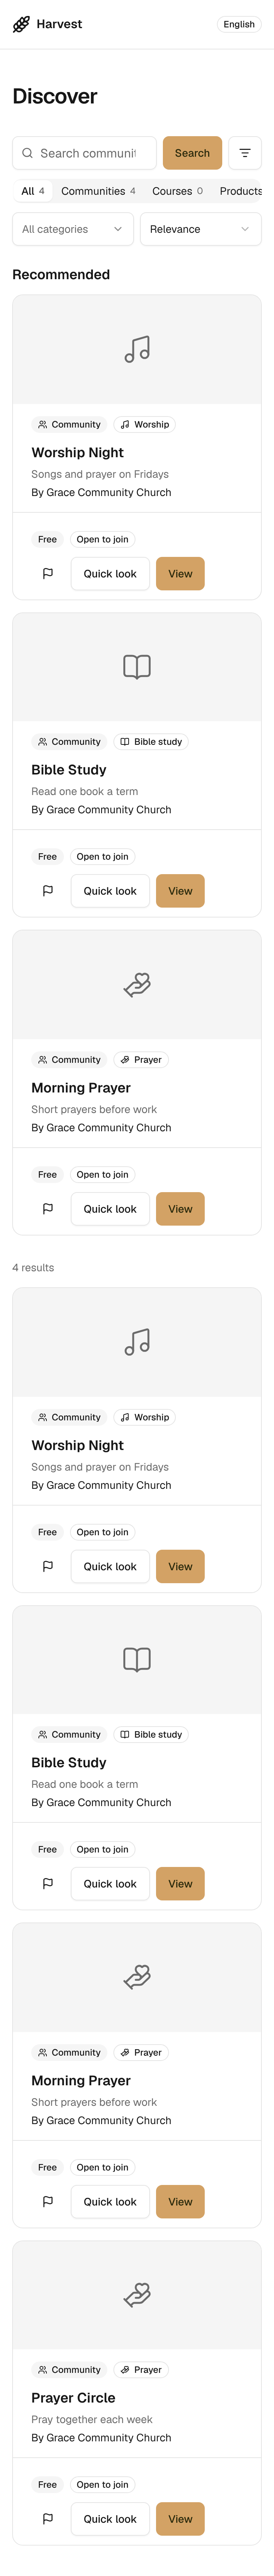 Harvest
English
Discover
Search communit
Search
All 4
Communities 4
Courses 0
Products
All categories
Relevance
Recommended
Community
Worship
Worship Night
Songs and prayer on Fridays
By Grace Community Church
Free
Open to join
Quick look
View
Community
Bible study
Bible Study
Read one book a term
By Grace Community Church
Free
Open to join
Quick look
View
Community
Prayer
Morning Prayer
Short prayers before work
By Grace Community Church
Free
Open to join
Quick look
View
4 results
Community
Worship
Worship Night
Songs and prayer on Fridays
By Grace Community Church
Free
Open to join
Quick look
View
Community
Bible study
Bible Study
Read one book a term
By Grace Community Church
Free
Open to join
Quick look
View
Community
Prayer
Morning Prayer
Short prayers before work
By Grace Community Church
Free
Open to join
Quick look
View
Community
Prayer
Prayer Circle
Pray together each week
By Grace Community Church
Free
Open to join
Quick look
View